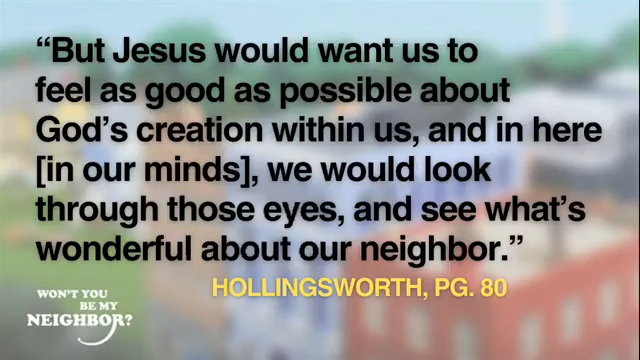 “But Jesus would want us to
feel as good as possible about
God’s creation within us, and in here
[in our minds], we would look
through those eyes, and see what’s
wonderful about our neighbor.”
HOLLINGSWORTH, PG. 80
WON'T YOU
BE MY
NEIGHBOR?